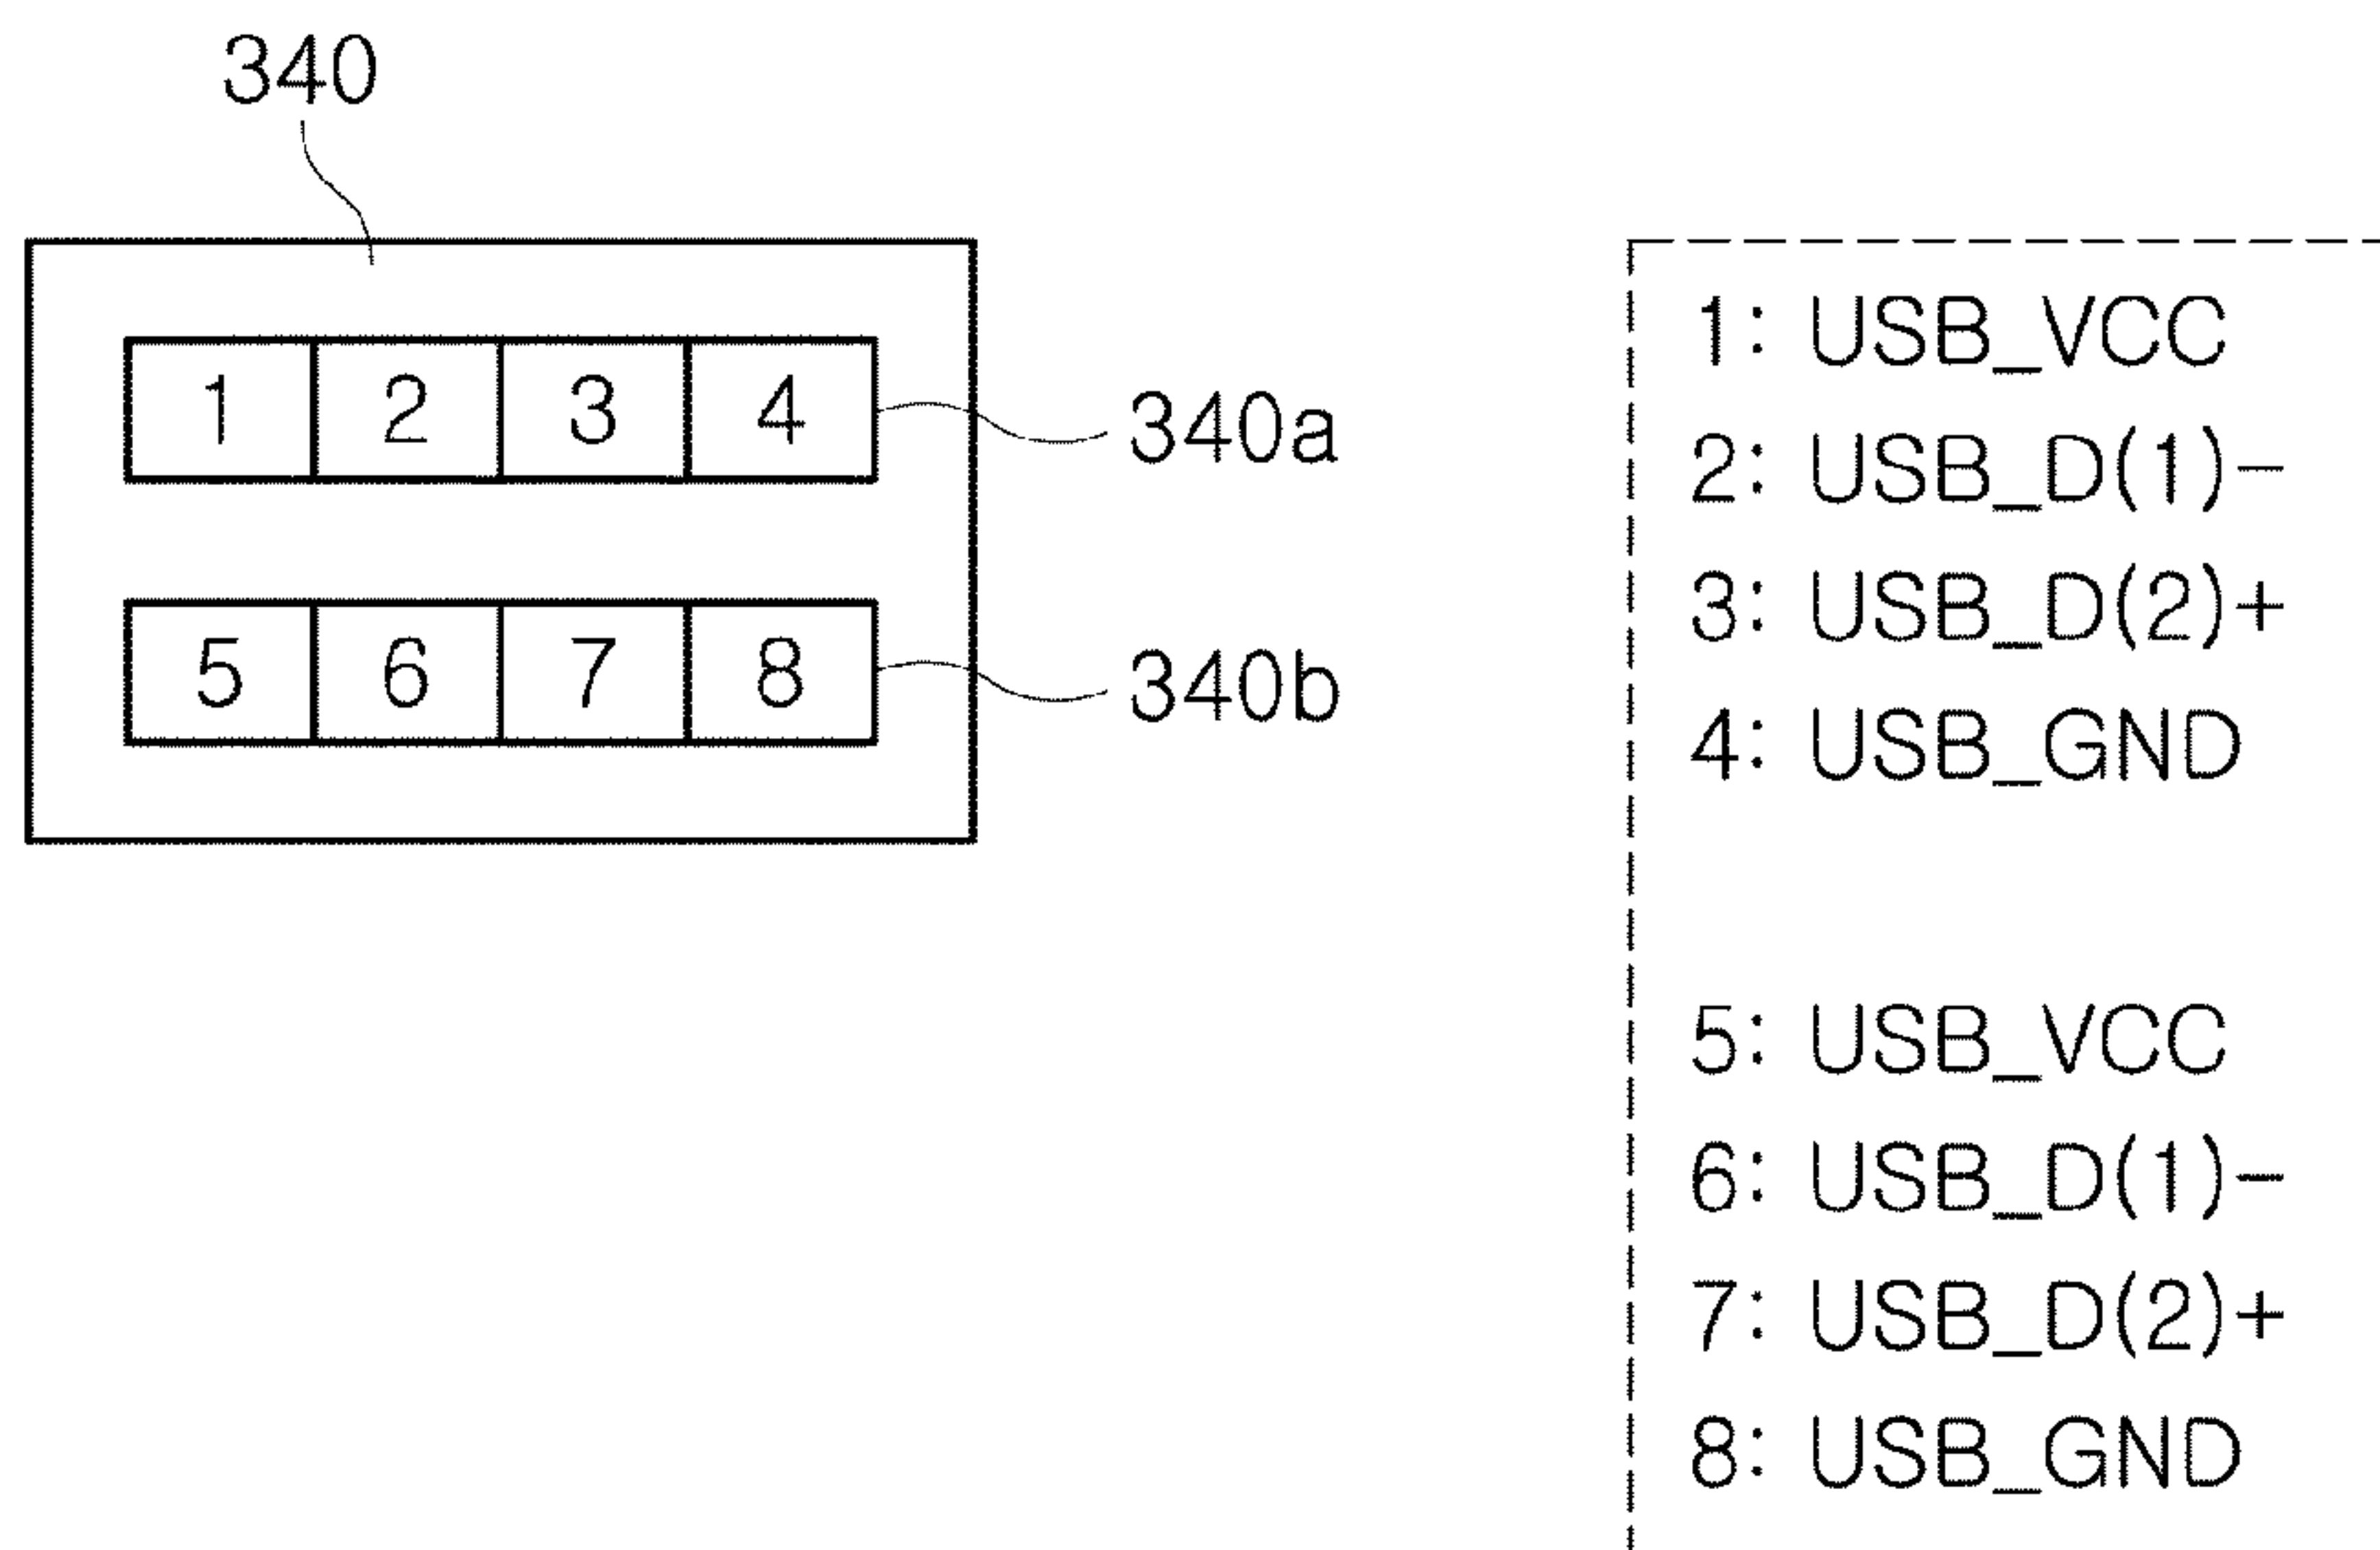 340
1 2 3 4
340a
5 6 7 8
340b
1: USB_VCC
2: USB_D(1)-
3: USB_D(2)+
4: USB_GND
5: USB_VCC
6: USB_D(1)-
7: USB_D(2)+
8: USB_GND